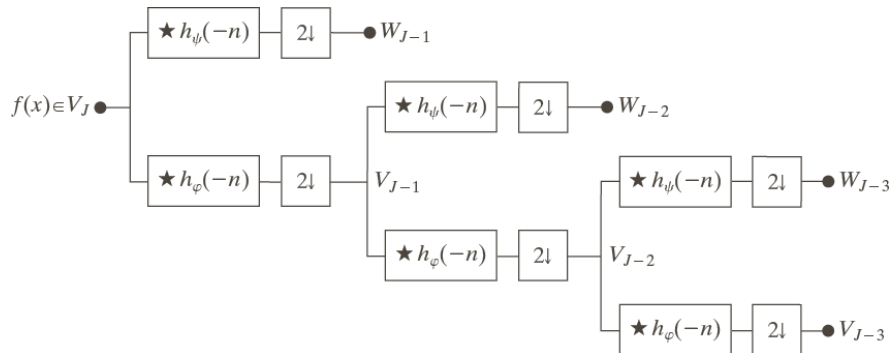 ★ h_ψ(−n) 2↓ W_{J−1}
f(x)∈V_J ★ h_ψ(−n) 2↓ W_{J−2}
★ h_φ(−n) 2↓ V_{J−1} ★ h_ψ(−n) 2↓ W_{J−3}
★ h_φ(−n) 2↓ V_{J−2}
★ h_φ(−n) 2↓ V_{J−3}